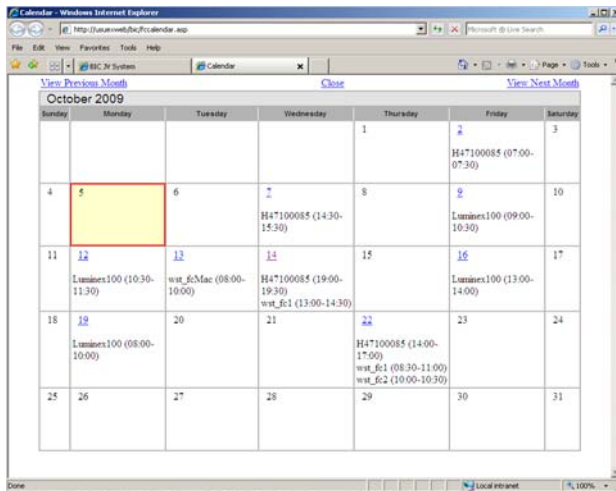 Calendar - Windows Internet Explorer
Microsoft Live Search
File Edit View Favorites Tools Help
BIC JV System Calendar Page Tools
View Previous Month Close View Next Month
October 2009
Sunday Monday Tuesday Wednesday Thursday Friday Saturday
1 2 3
H47100085 (07:00-
07:30)
4 5 6 7 8 9 10
H47100085 (14:30- Luminex100 (09:00-
15:30) 10:30)
11 12 13 14 15 16 17
Luminex100 (10:30- wst_fcMac (08:00- H47100085 (19:00- Luminex100 (13:00-
11:30) 10:00) 19:30) 14:00)
wst_fc1 (13:00-14:30)
18 19 20 21 22 23 24
Luminex100 (08:00- H47100085 (14:00-
10:00) 17:00)
wst_fc1 (08:30-11:00)
wst_fc2 (10:00-10:30)
25 26 27 28 29 30 31
Done Local intranet 100%